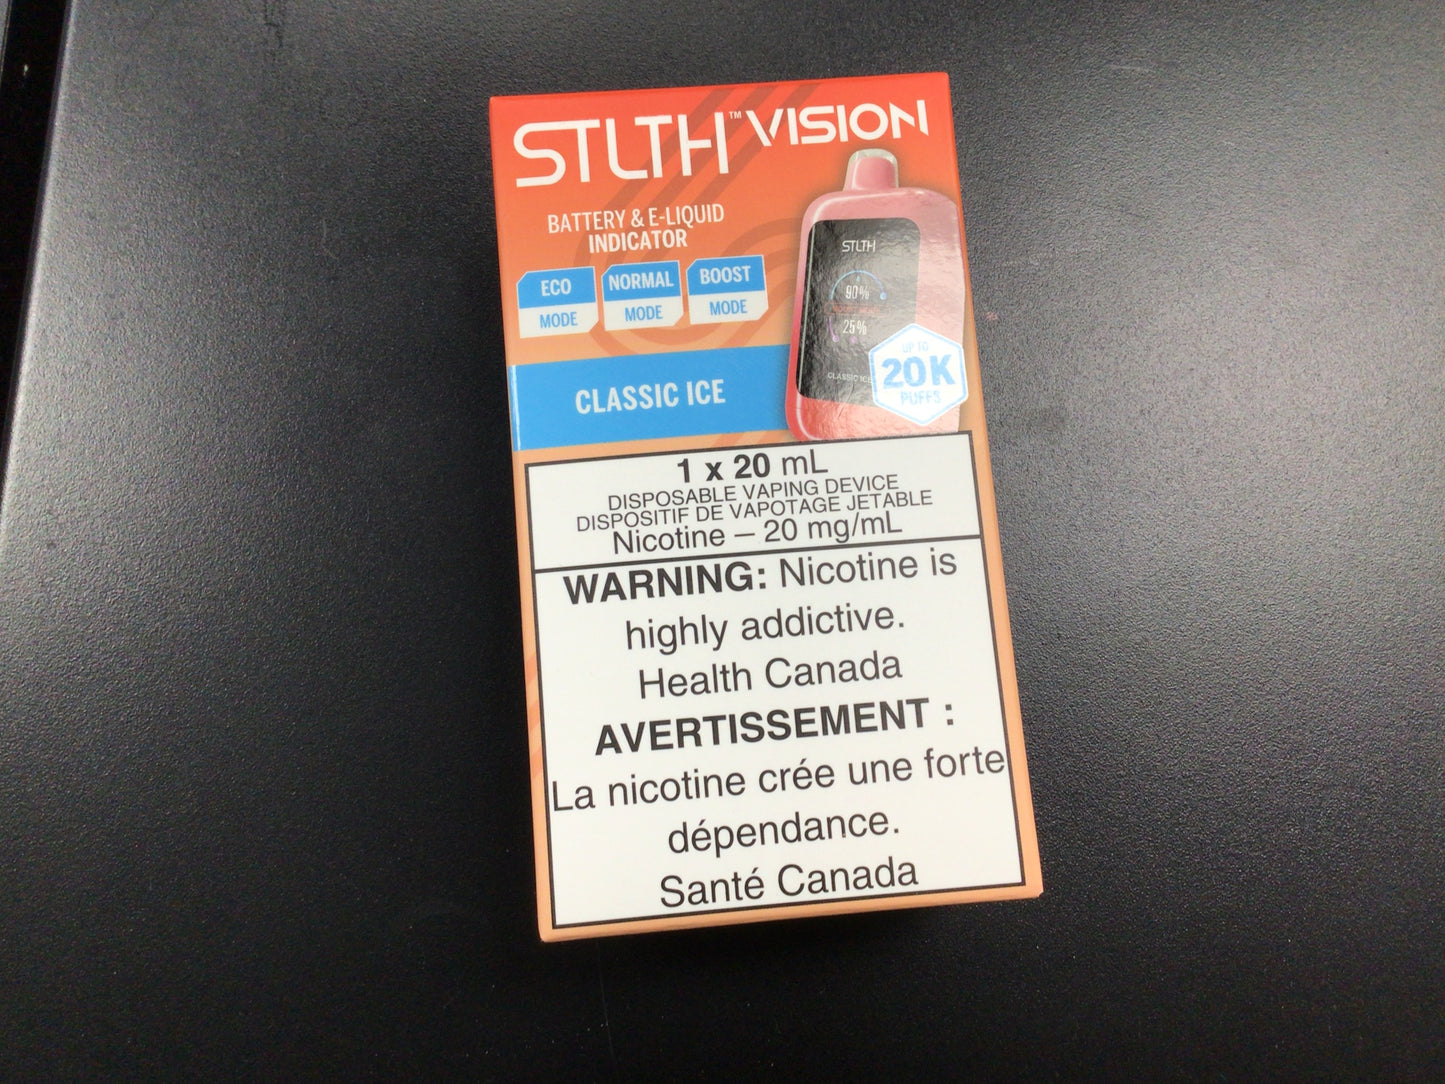 STLTH™ VISION
BATTERY & E-LIQUID
INDICATOR
ECO
MODE
NORMAL
MODE
BOOST
MODE
STLTH
90%
25%
CLASSIC ICE
UP TO
20K
PUFFS
CLASSIC ICE
1 x 20 mL
DISPOSABLE VAPING DEVICE
DISPOSITIF DE VAPOTAGE JETABLE
Nicotine – 20 mg/mL
WARNING: Nicotine is
highly addictive.
Health Canada
AVERTISSEMENT :
La nicotine crée une forte
dépendance.
Santé Canada